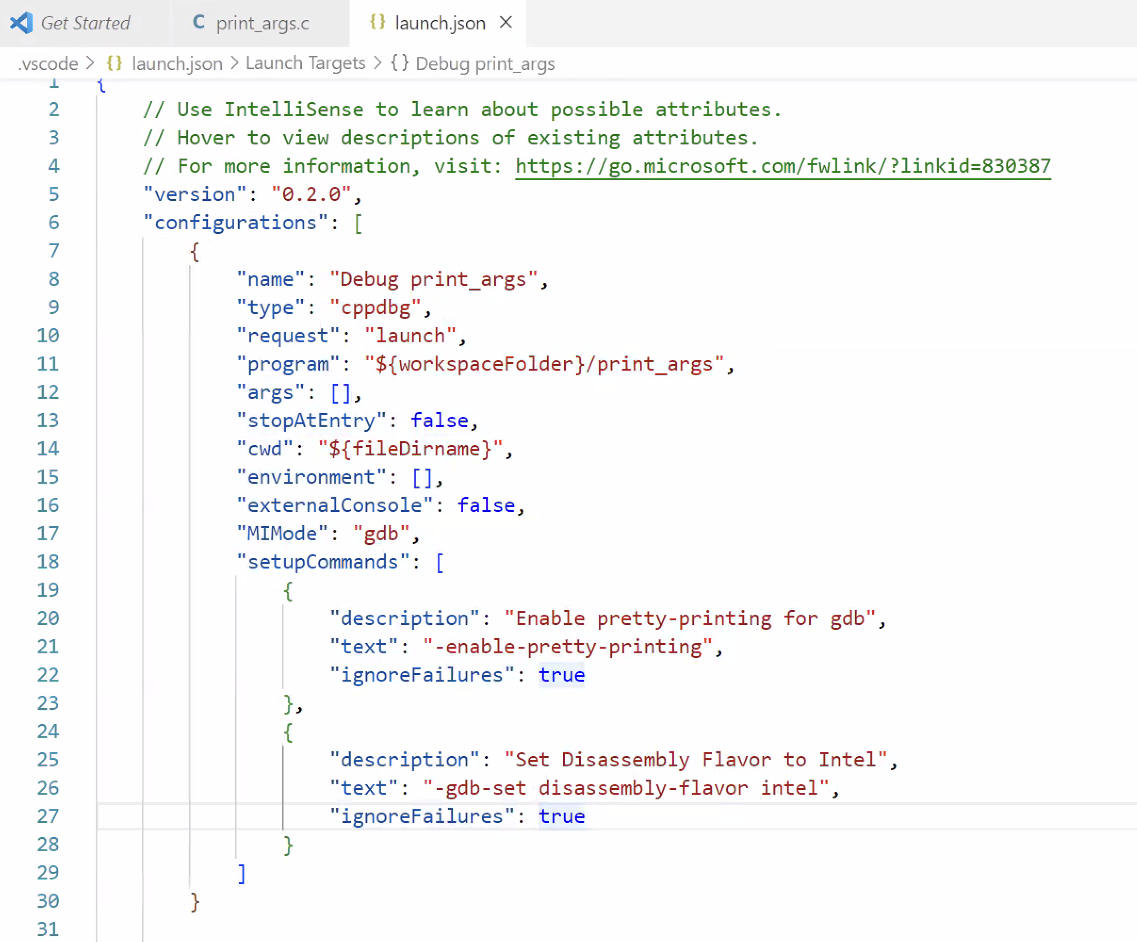 Get Started C print_args.c {} launch.json ×
.vscode > {} launch.json > Launch Targets > {} Debug print_args
1 {
2 // Use IntelliSense to learn about possible attributes.
3 // Hover to view descriptions of existing attributes.
4 // For more information, visit: https://go.microsoft.com/fwlink/?linkid=830387
5 "version": "0.2.0",
6 "configurations": [
7 {
8 "name": "Debug print_args",
9 "type": "cppdbg",
10 "request": "launch",
11 "program": "${workspaceFolder}/print_args",
12 "args": [],
13 "stopAtEntry": false,
14 "cwd": "${fileDirname}",
15 "environment": [],
16 "externalConsole": false,
17 "MIMode": "gdb",
18 "setupCommands": [
19 {
20 "description": "Enable pretty-printing for gdb",
21 "text": "-enable-pretty-printing",
22 "ignoreFailures": true
23 },
24 {
25 "description": "Set Disassembly Flavor to Intel",
26 "text": "-gdb-set disassembly-flavor intel",
27 "ignoreFailures": true
28 }
29 ]
30 }
31